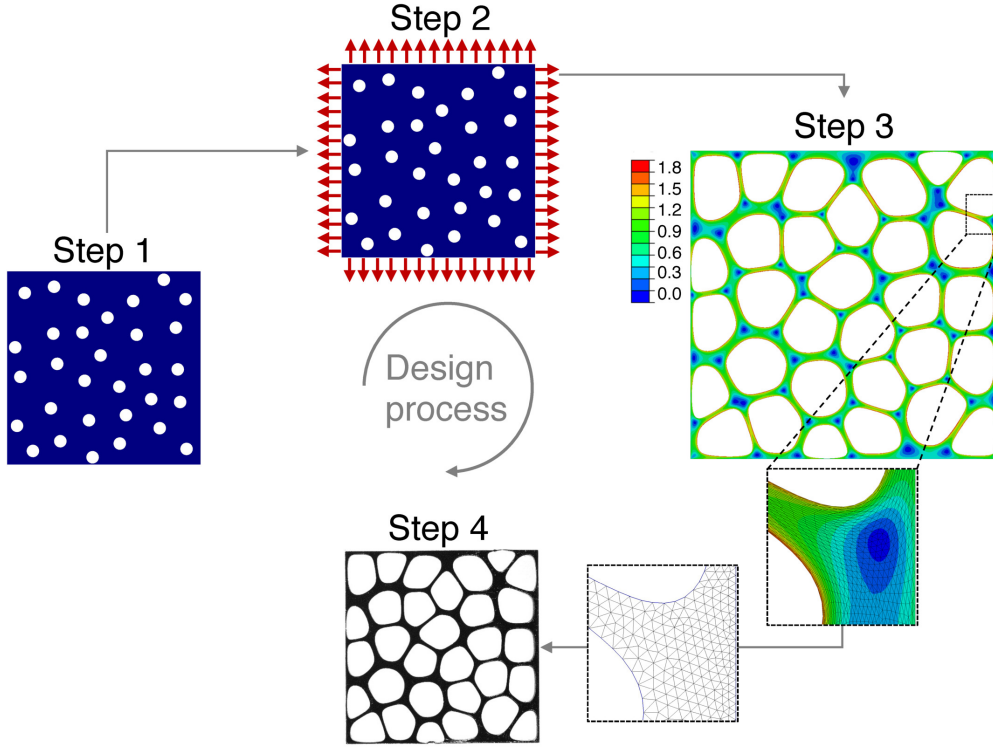 Step 1
Step 2
Step 3
1.8
1.5
1.2
0.9
0.6
0.3
0.0
Design
process
Step 4